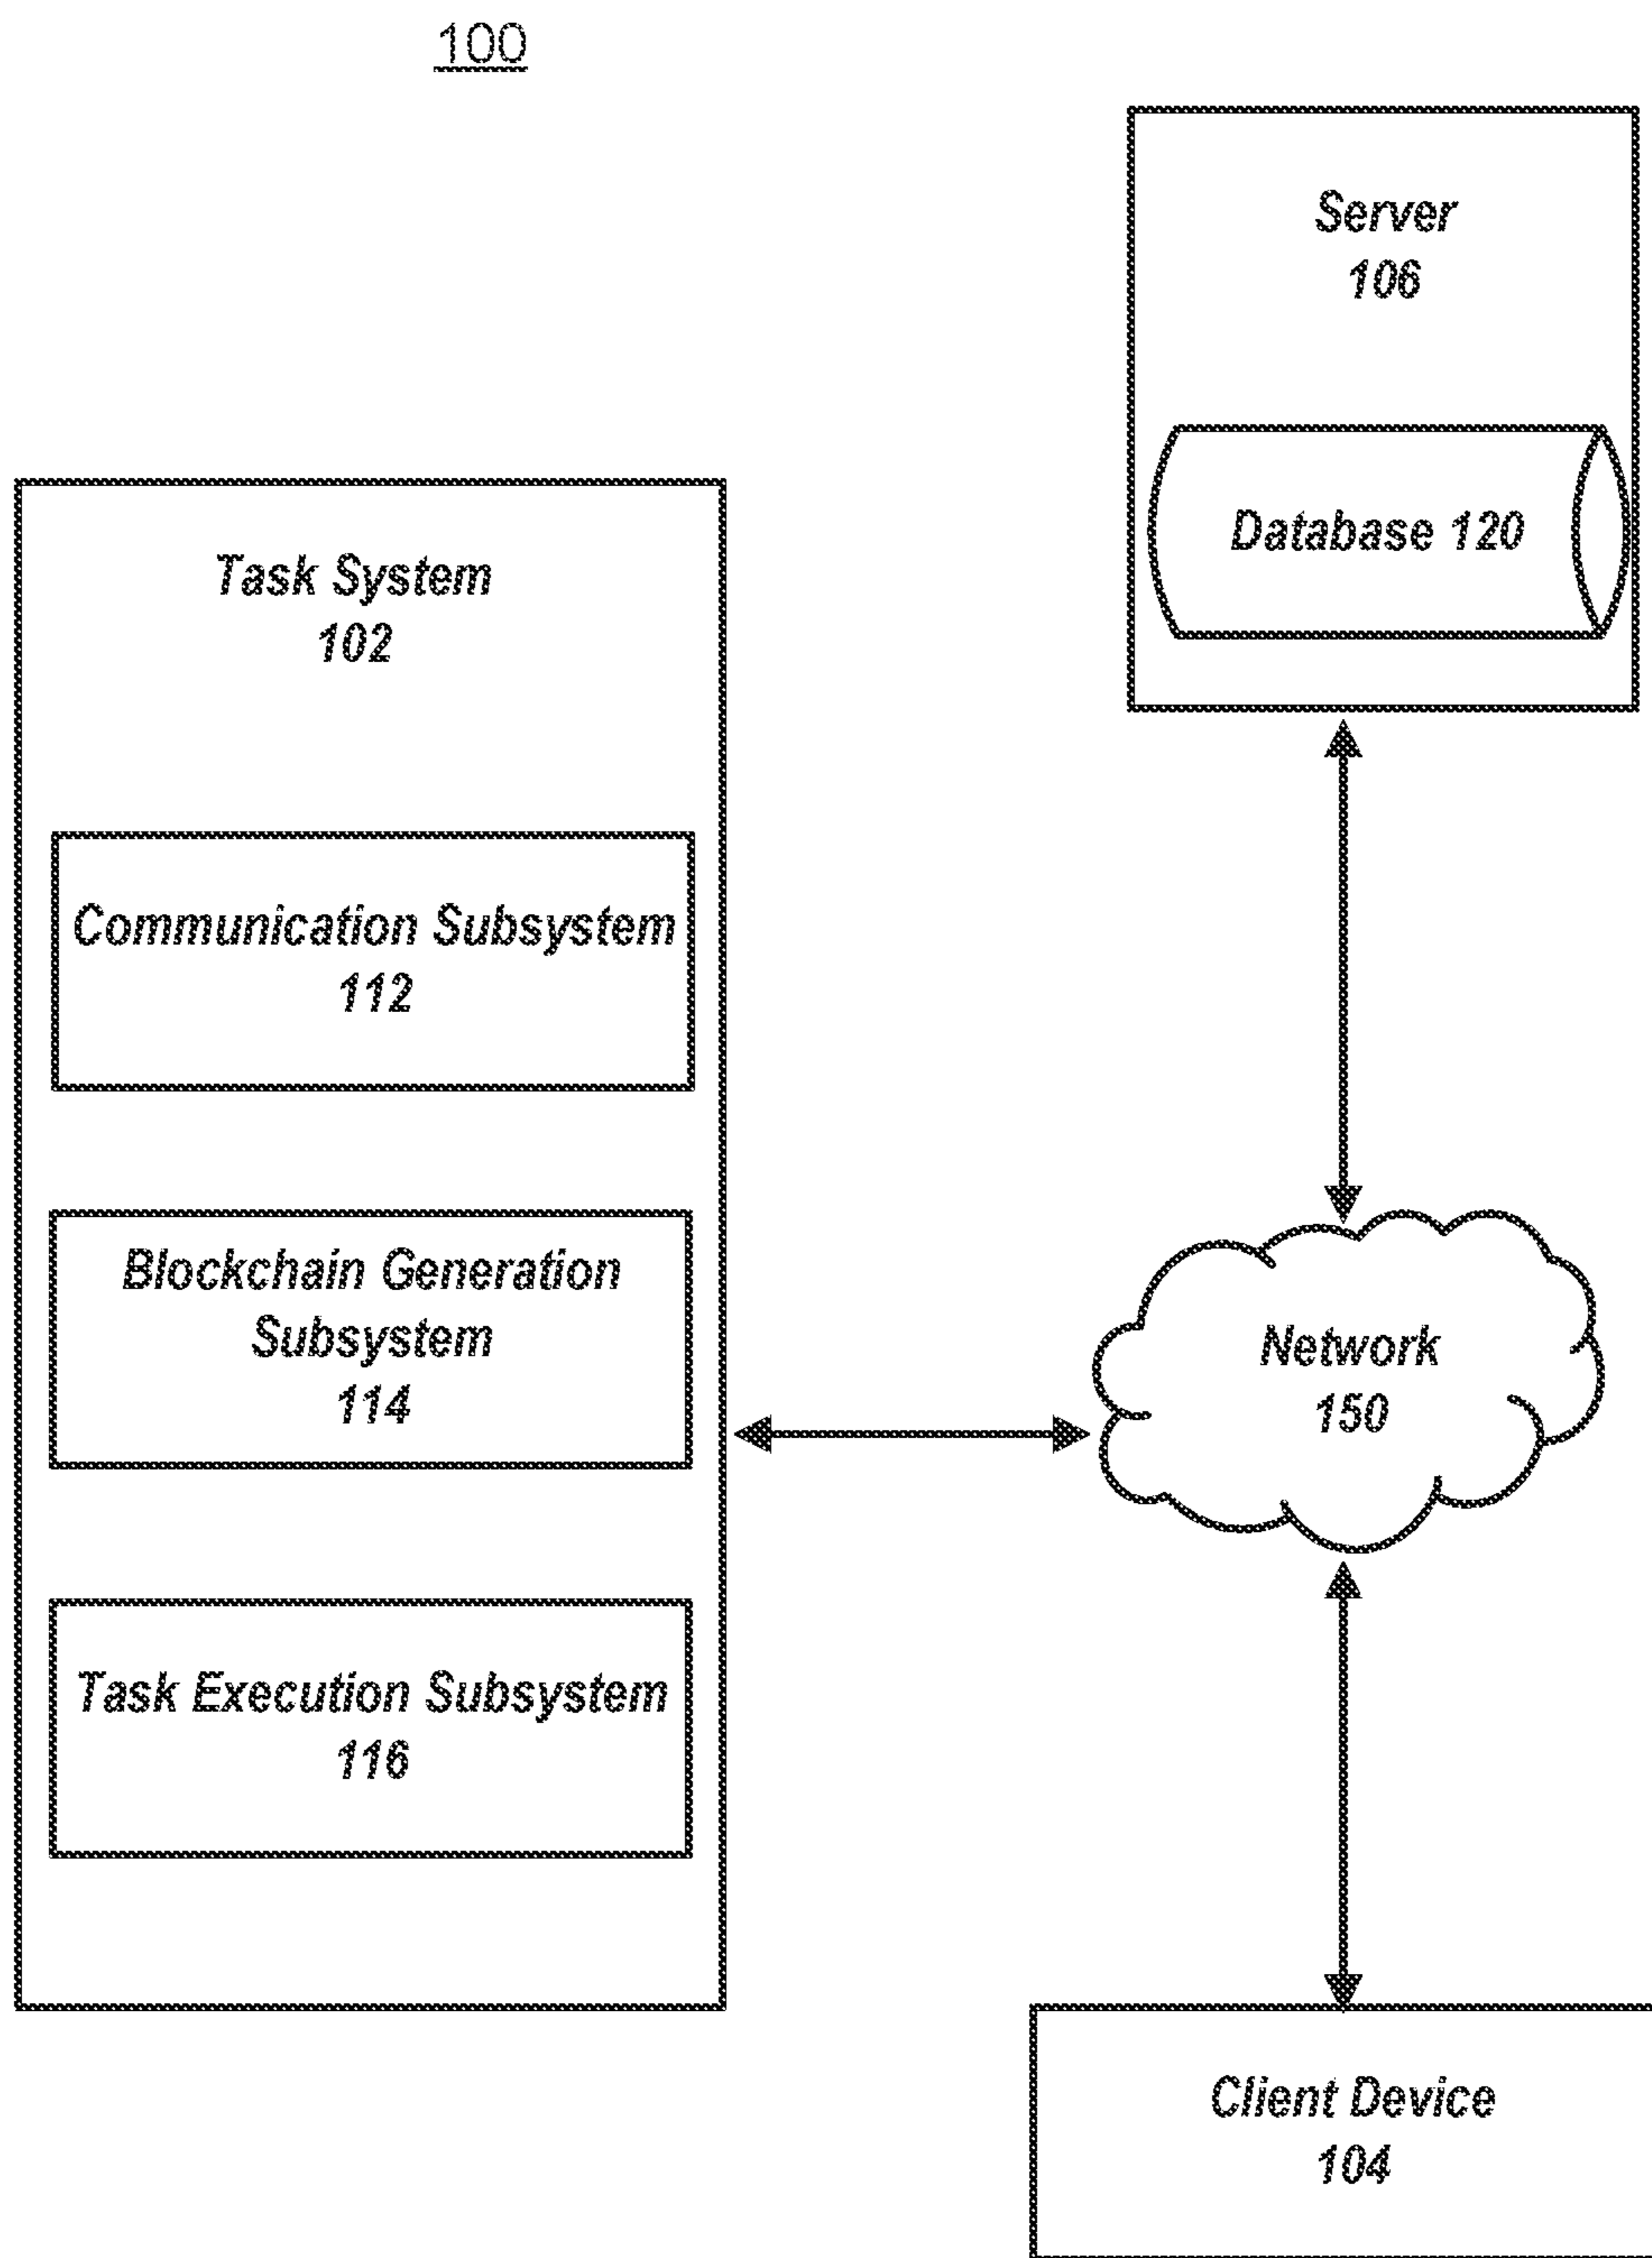 100
Server
106
Database 120
Task System
102
Communication Subsystem
112
Blockchain Generation
Subsystem
114
Network
150
Task Execution Subsystem
116
Client Device
104